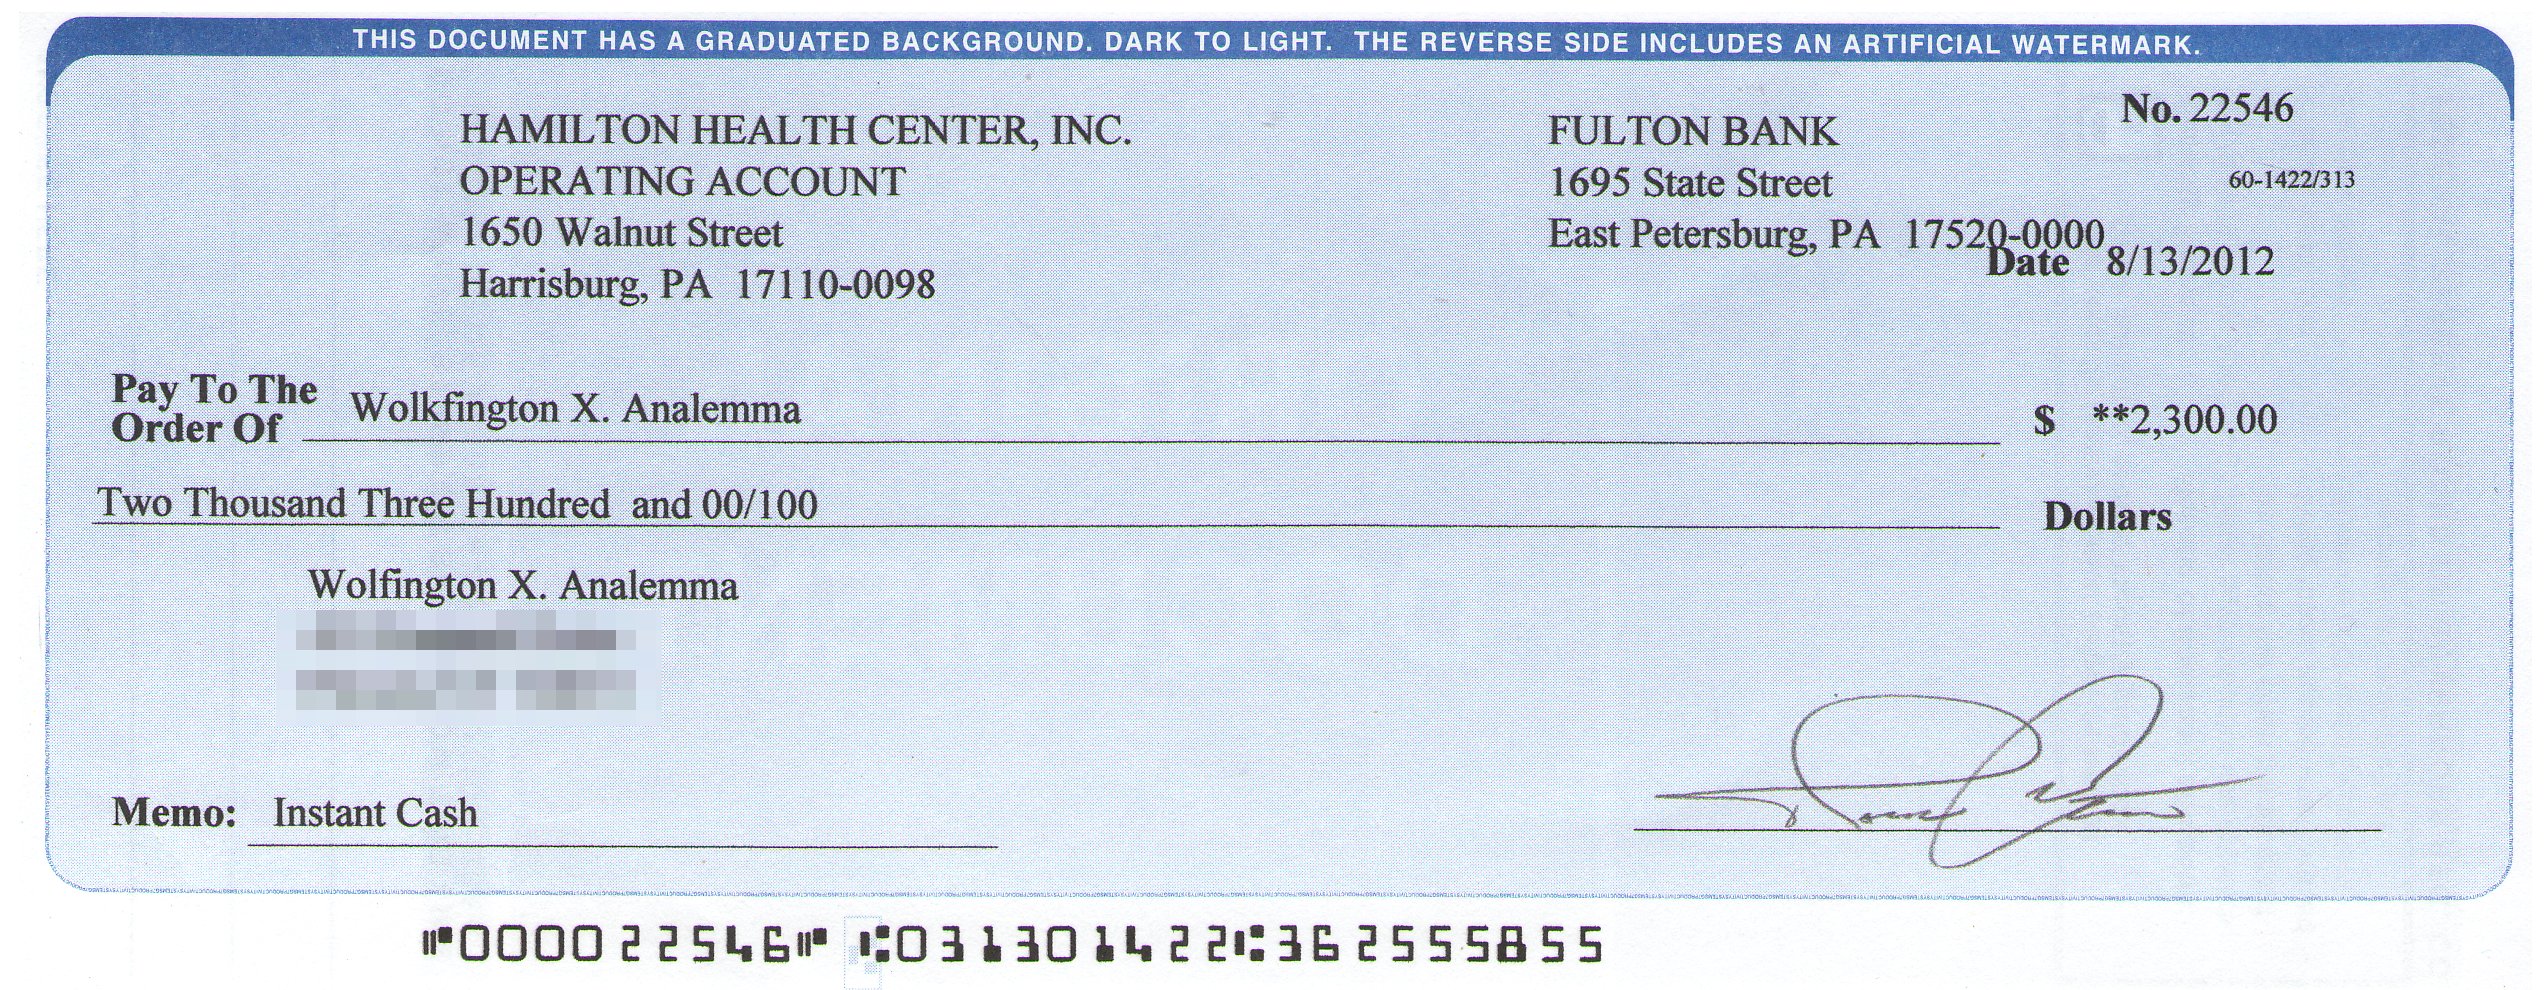 THIS DOCUMENT HAS A GRADUATED BACKGROUND. DARK TO LIGHT. THE REVERSE SIDE INCLUDES AN ARTIFICIAL WATERMARK.
HAMILTON HEALTH CENTER, INC.
OPERATING ACCOUNT
1650 Walnut Street
Harrisburg, PA 17110-0098
FULTON BANK
1695 State Street
East Petersburg, PA 17520-0000
No. 22546
60-1422/313
Date 8/13/2012
Pay To The
Order Of Wolkfington X. Analemma $ **2,300.00
Two Thousand Three Hundred and 00/100 Dollars
Wolfington X. Analemma
Memo: Instant Cash
⑈000022546⑈ ⑆031301422⑆362555855